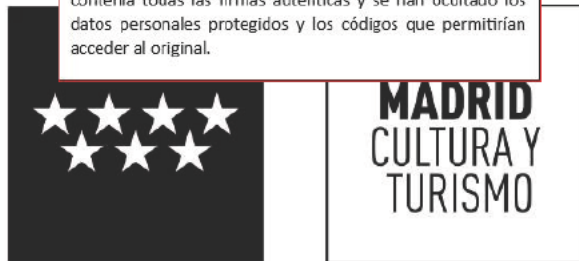 contenía todas las firmas auténticas y se han ocultado los
datos personales protegidos y los códigos que permitirían
acceder al original.
MADRID
CULTURA Y
TURISMO